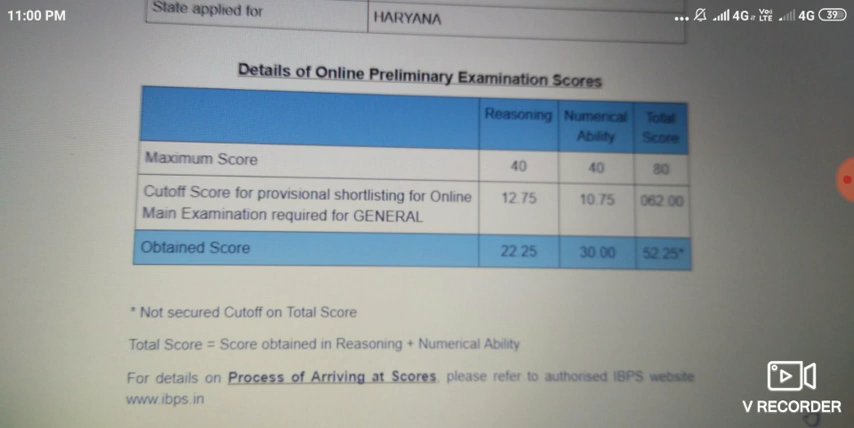 11:00 PM
4G VoLTE 4G 39
State applied for HARYANA
Details of Online Preliminary Examination Scores
Reasoning Numerical Ability Total Score
Maximum Score 40 40 80
Cutoff Score for provisional shortlisting for Online 12.75 10.75 062.00
Main Examination required for GENERAL
Obtained Score 22.25 30.00 52.25*
* Not secured Cutoff on Total Score
Total Score = Score obtained in Reasoning + Numerical Ability
For details on Process of Arriving at Scores, please refer to authorised IBPS website
www.ibps.in
V RECORDER